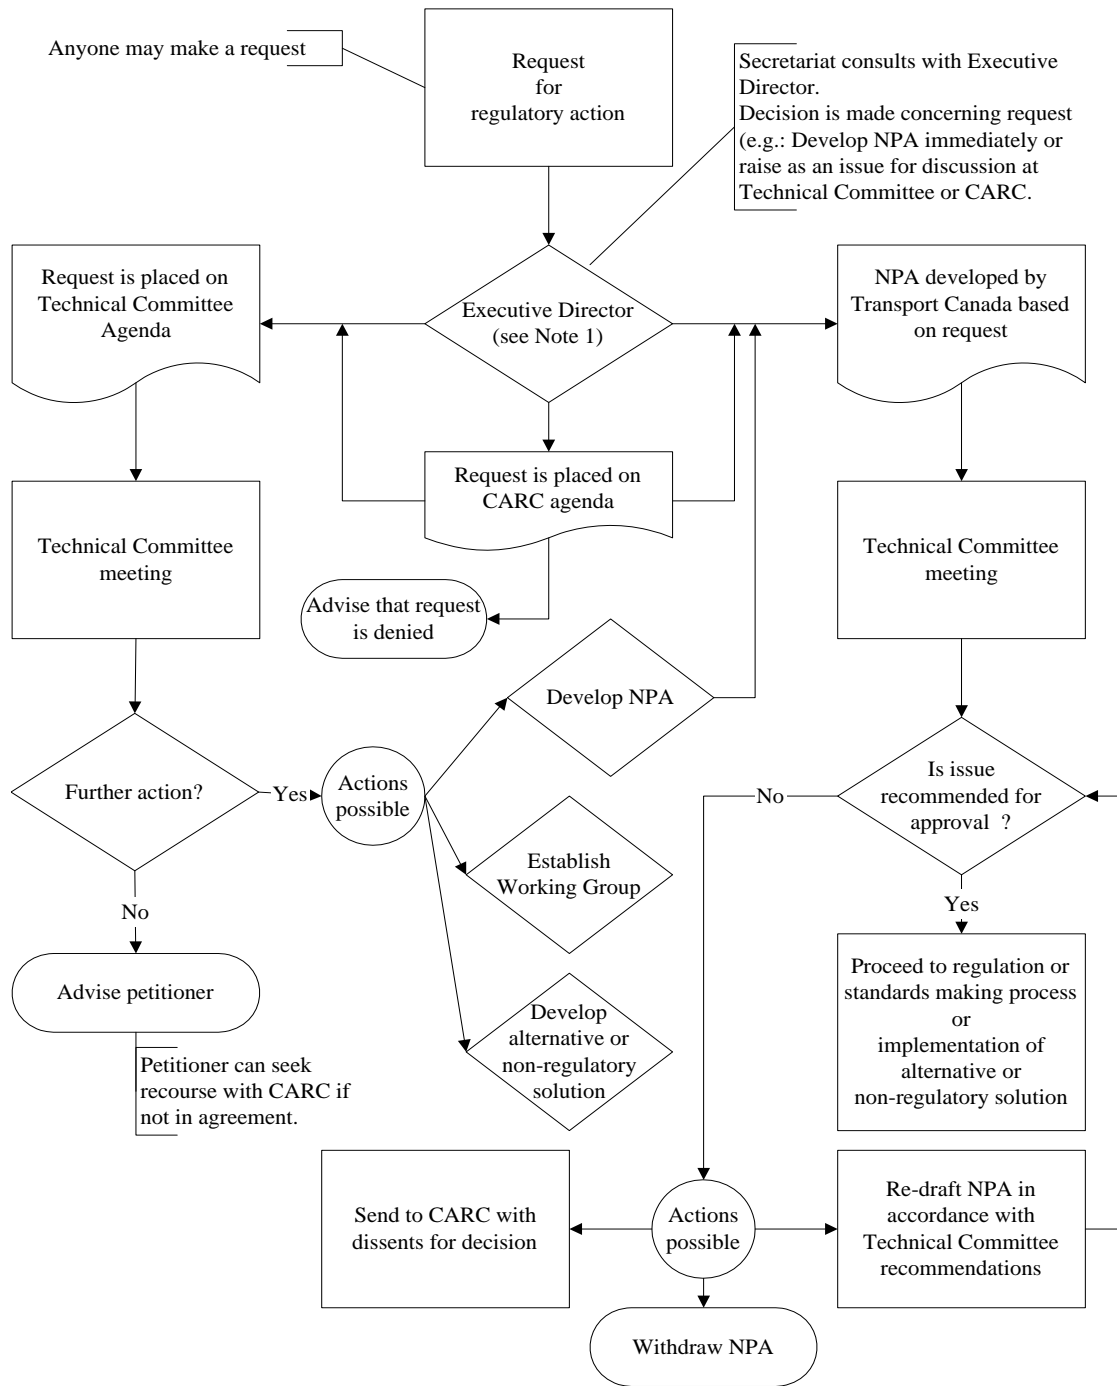 Anyone may make a request
Request
for
regulatory action
Secretariat consults with Executive
Director.
Decision is made concerning request
(e.g.: Develop NPA immediately or
raise as an issue for discussion at
Technical Committee or CARC.
Request is placed on
Technical Committee
Agenda
Executive Director
(see Note 1)
NPA developed by
Transport Canada based
on request
Request is placed on
CARC agenda
Technical Committee
meeting
Technical Committee
meeting
Advise that request
is denied
Develop NPA
Further action?
Yes
Actions
possible
No
Is issue
recommended for
approval ?
Establish
Working Group
No
Yes
Advise petitioner
Develop
alternative or
non-regulatory
solution
Proceed to regulation or
standards making process
or
implementation of
alternative or
non-regulatory solution
Petitioner can seek
recourse with CARC if
not in agreement.
Send to CARC with
dissents for decision
Actions
possible
Re-draft NPA in
accordance with
Technical Committee
recommendations
Withdraw NPA